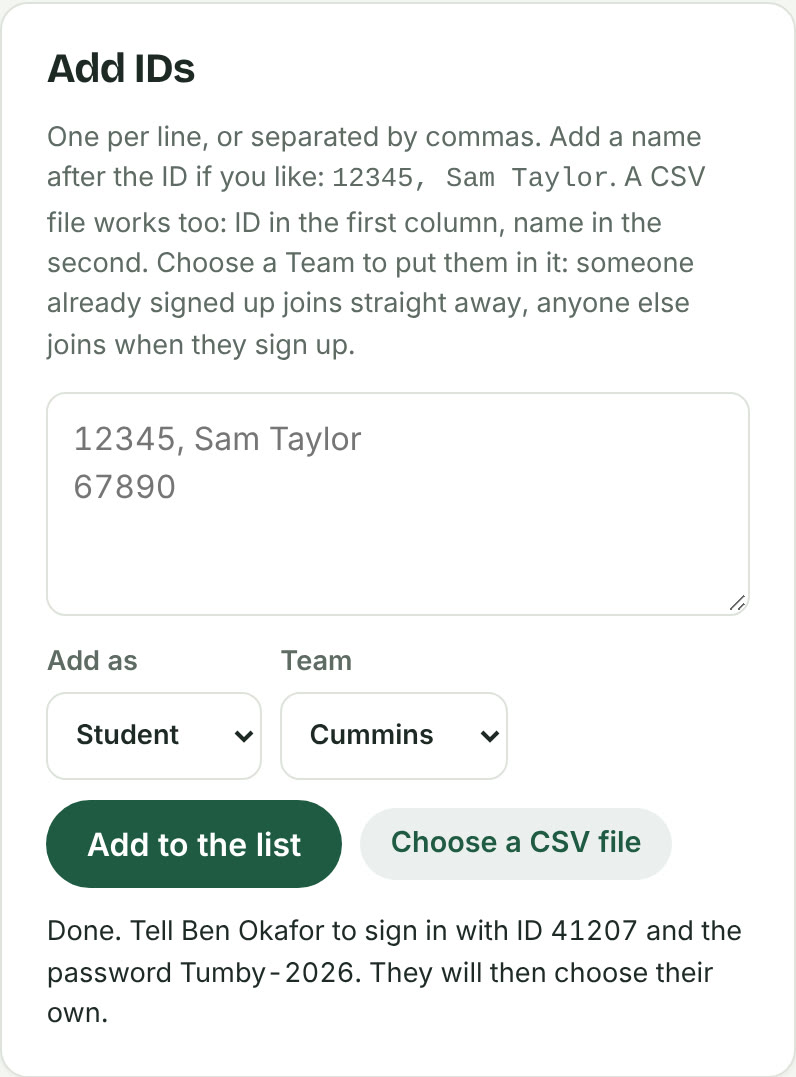 Add IDs
One per line, or separated by commas. Add a name
after the ID if you like: 12345, Sam Taylor. A CSV
file works too: ID in the first column, name in the
second. Choose a Team to put them in it: someone
already signed up joins straight away, anyone else
joins when they sign up.
12345, Sam Taylor
67890
Add as
Team
Student
Cummins
Add to the list
Choose a CSV file
Done. Tell Ben Okafor to sign in with ID 41207 and the
password Tumby-2026. They will then choose their
own.